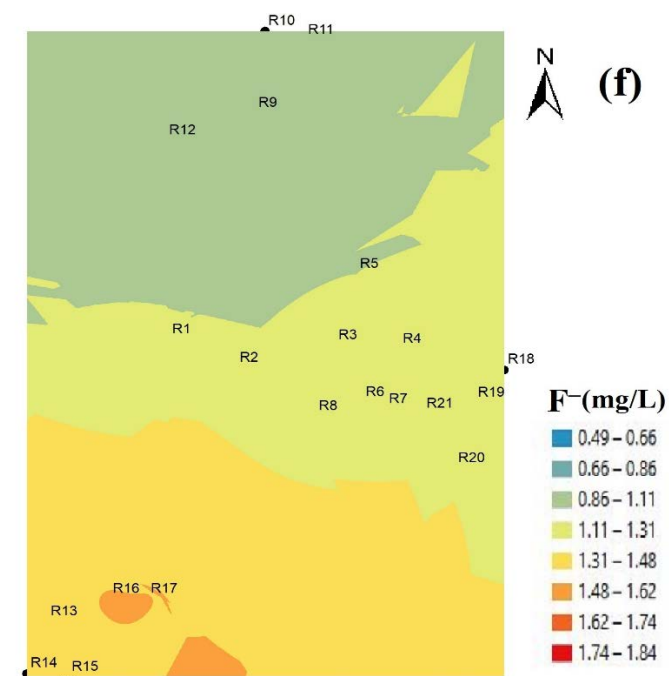 R10
R11
N
(f)
R9
R12
R5
R1
R3
R4
R2
R18
R6
R7
R19
R8
R21
F⁻(mg/L)
0.49 – 0.66
R20
0.66 – 0.86
0.86 – 1.11
1.11 – 1.31
1.31 – 1.48
1.48 – 1.62
R16
R17
R13
1.62 – 1.74
1.74 – 1.84
R14
R15